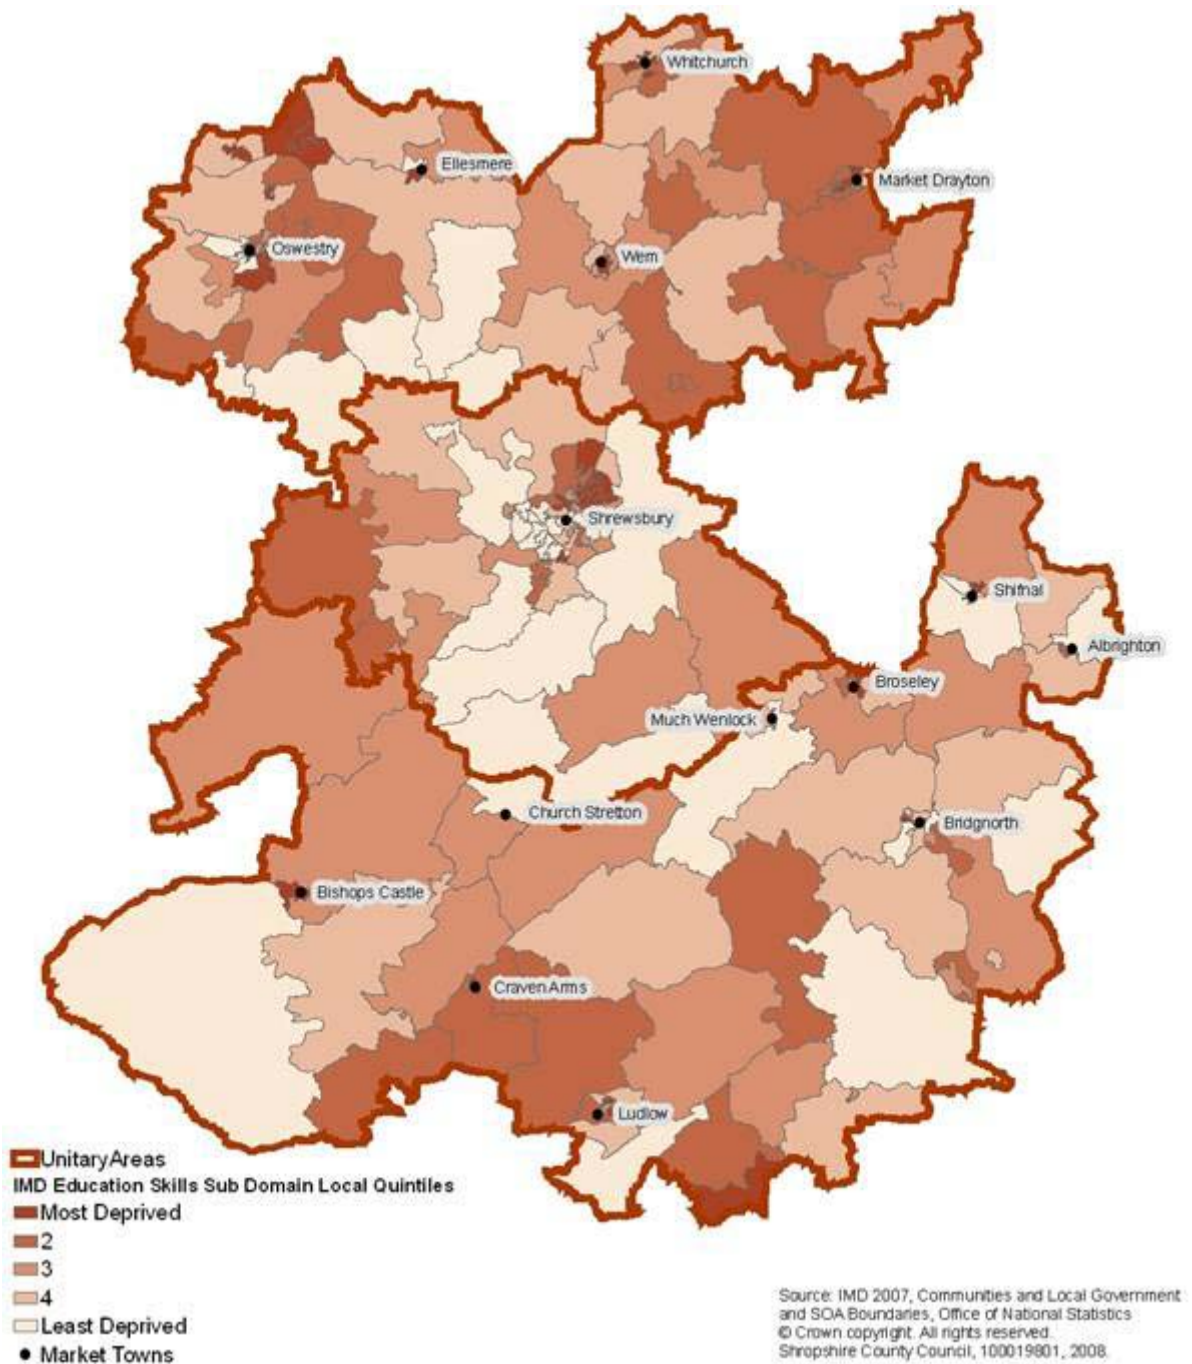 Whitchurch
Ellesmere
Market Drayton
Oswestry
Wem
Shrewsbury
Shifnal
Albrighton
Broseley
Much Wenlock
Church Stretton
Bridgnorth
Bishops Castle
Craven Arms
Ludlow
Unitary Areas
IMD Education Skills Sub Domain Local Quintiles
Most Deprived
2
3
4
Least Deprived
Market Towns
Source: IMD 2007, Communities and Local Government
and SOA Boundaries, Office of National Statistics
© Crown copyright. All rights reserved.
Shropshire County Council, 100019801, 2008.